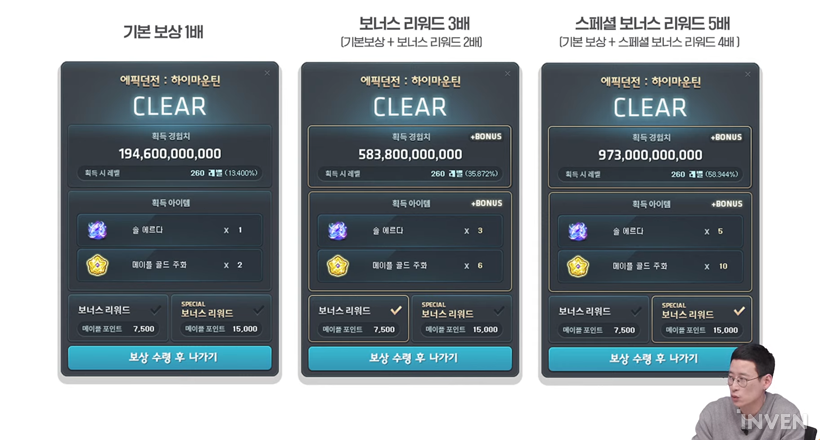 기본 보상 1배
에픽던전 : 하이마운틴
CLEAR
획득 경험치
194,600,000,000
획득 시 레벨 260 레벨 (13.400%)
획득 아이템
솔 에르다 x 1
메이플 골드 주화 x 2
보너스 리워드
메이플 포인트 7,500
SPECIAL
보너스 리워드
메이플 포인트 15,000
보상 수령 후 나가기
보너스 리워드 3배
(기본보상 + 보너스 리워드 2배)
에픽던전 : 하이마운틴
CLEAR
획득 경험치 +BONUS
583,800,000,000
획득 시 레벨 260 레벨 (35.872%)
획득 아이템 +BONUS
솔 에르다 x 3
메이플 골드 주화 x 6
보너스 리워드
메이플 포인트 7,500
SPECIAL
보너스 리워드
메이플 포인트 15,000
보상 수령 후 나가기
스페셜 보너스 리워드 5배
(기본 보상 + 스페셜 보너스 리워드 4배 )
에픽던전 : 하이마운틴
CLEAR
획득 경험치 +BONUS
973,000,000,000
획득 시 레벨 260 레벨 (58.344%)
획득 아이템 +BONUS
솔 에르다 x 5
메이플 골드 주화 x 10
보너스 리워드
메이플 포인트 7,500
SPECIAL
보너스 리워드
메이플 포인트 15,000
보상 수령 후 나가기
INVEN